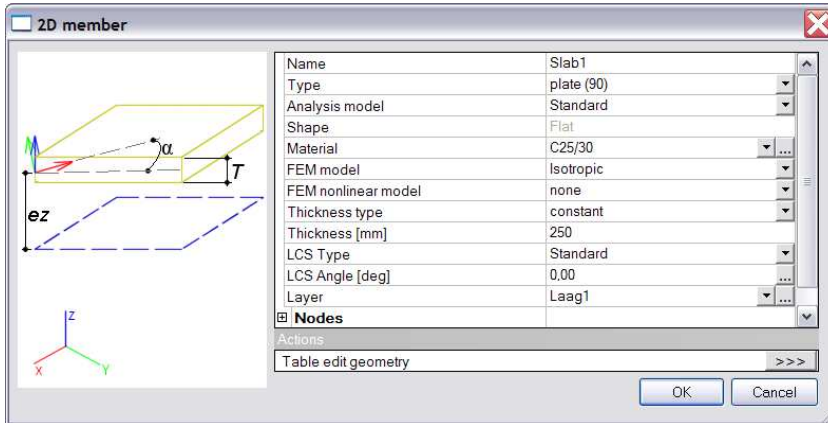 2D member
Name Slab1
Type plate (90)
Analysis model Standard
Shape Flat
Material C25/30 ...
FEM model Isotropic
FEM nonlinear model none
Thickness type constant
Thickness [mm] 250
LCS Type Standard
LCS Angle [deg] 0,00 ...
Layer Laag1 ...
Nodes
Actions
Table edit geometry >>>
OK Cancel
α
T
ez
Z
X Y